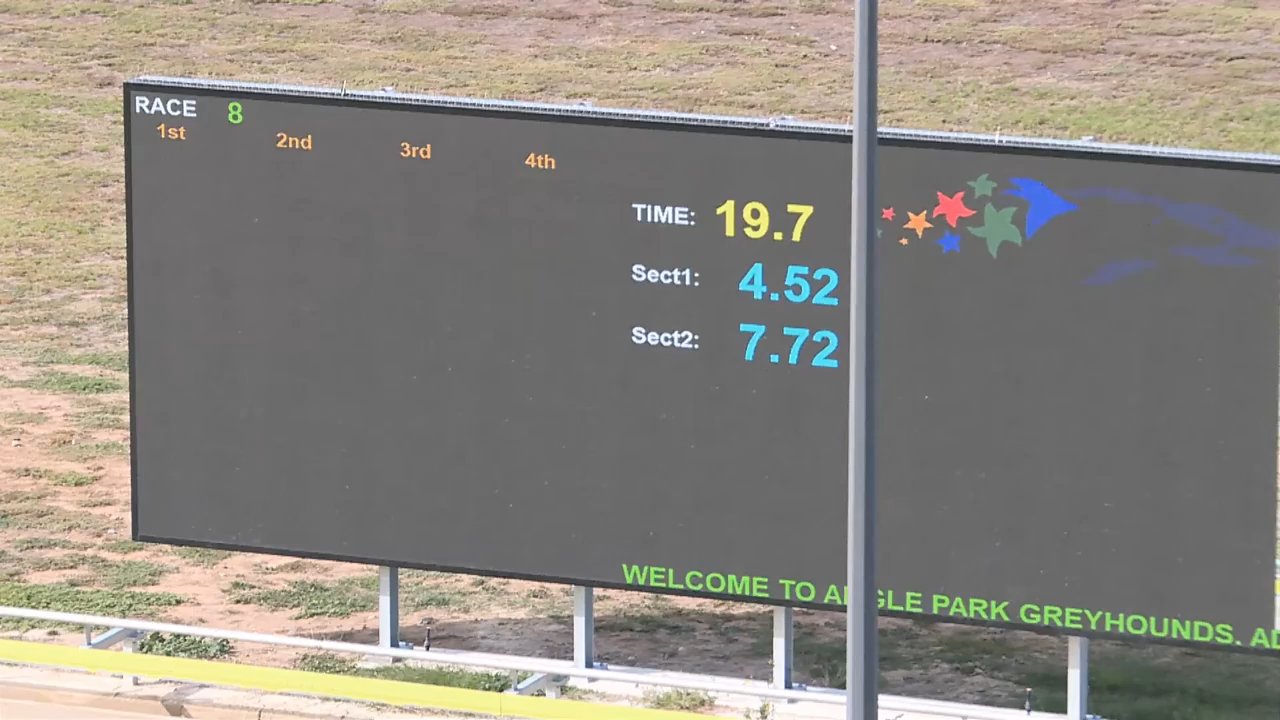 RACE 8
1st 2nd 3rd 4th
TIME: 19.7
Sect1: 4.52
Sect2: 7.72
WELCOME TO GLE PARK GREYHOUNDS. AD